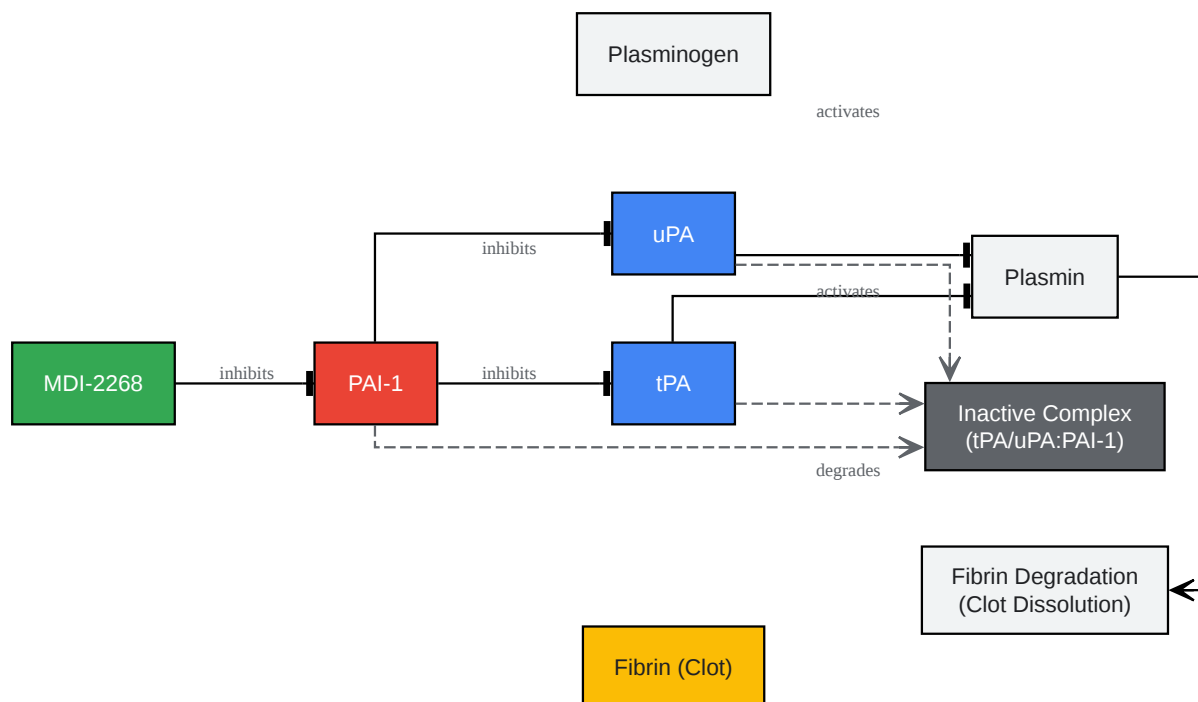 Plasminogen
activates
uPA
inhibits
Plasmin
activates
MDI-2268
inhibits
PAI-1
inhibits
tPA
Inactive Complex
(tPA/uPA:PAI-1)
degrades
Fibrin Degradation
(Clot Dissolution)
Fibrin (Clot)